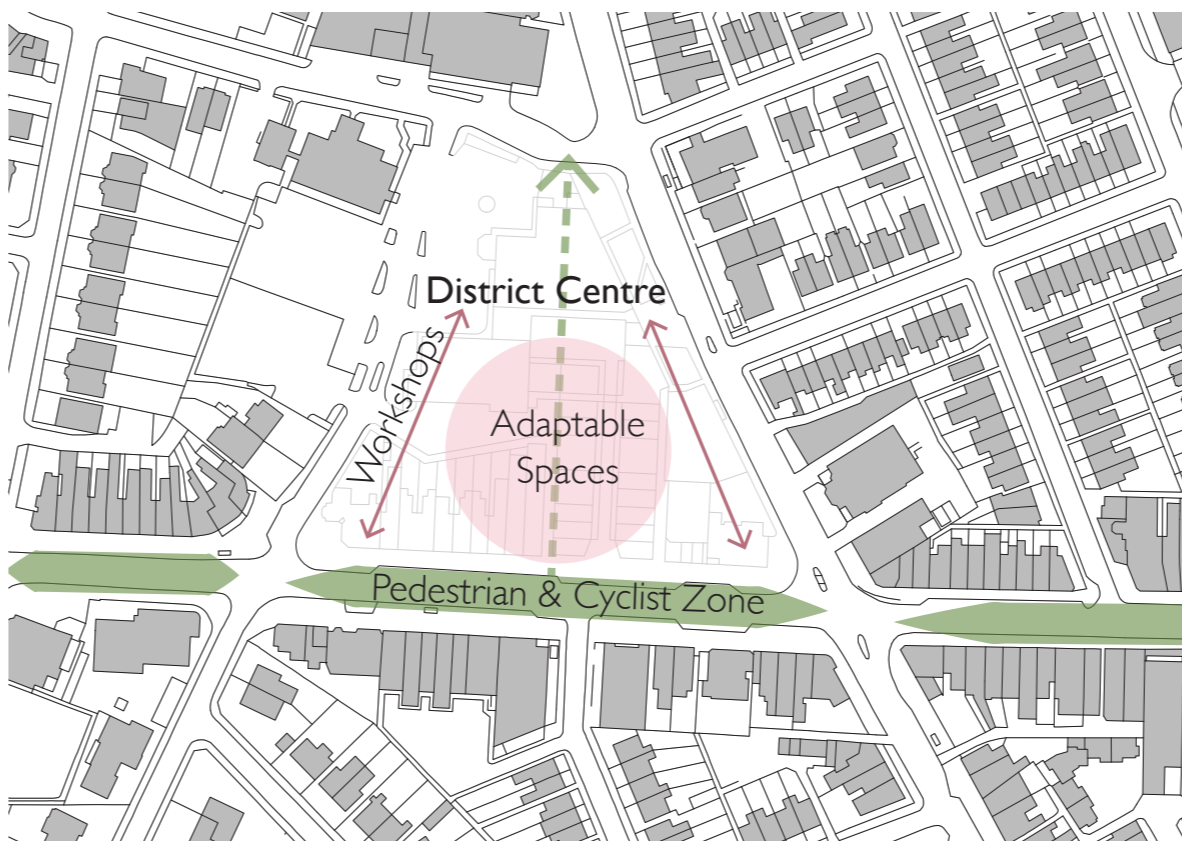 District Centre
Workshops
Adaptable
Spaces
Pedestrian & Cyclist Zone